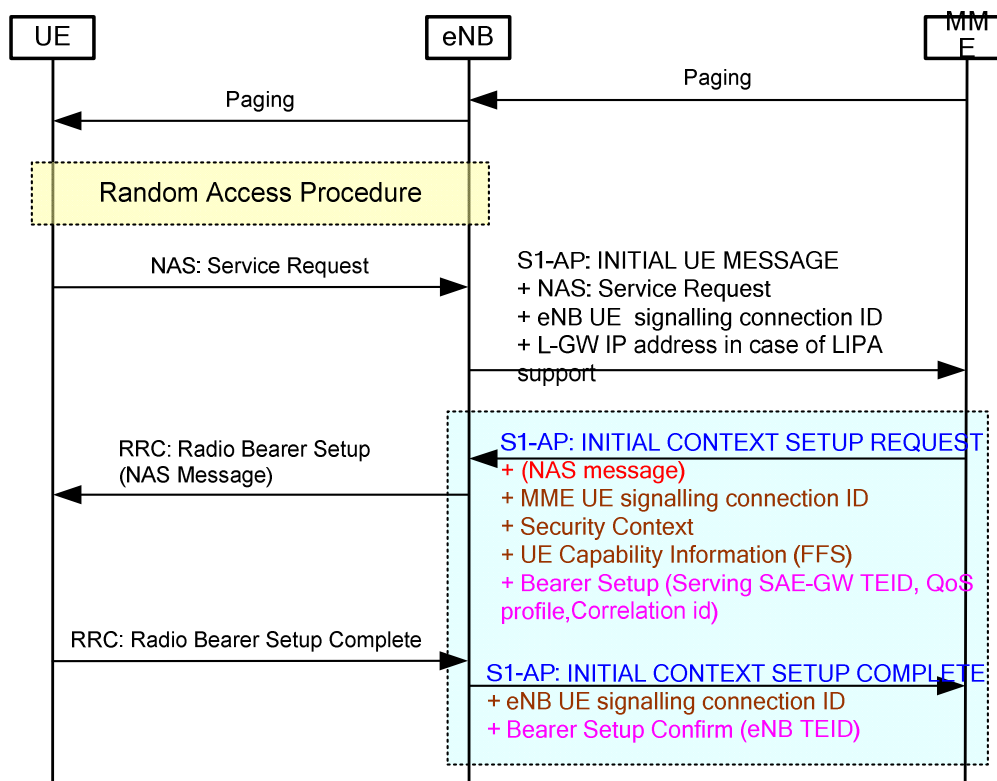 UE
eNB
MM
E
Paging
Paging
Random Access Procedure
NAS: Service Request
S1-AP: INITIAL UE MESSAGE
+ NAS: Service Request
+ eNB UE signalling connection ID
+ L-GW IP address in case of LIPA
support
RRC: Radio Bearer Setup
(NAS Message)
S1-AP: INITIAL CONTEXT SETUP REQUEST
+ (NAS message)
+ MME UE signalling connection ID
+ Security Context
+ UE Capability Information (FFS)
+ Bearer Setup (Serving SAE-GW TEID, QoS
profile,Correlation id)
RRC: Radio Bearer Setup Complete
S1-AP: INITIAL CONTEXT SETUP COMPLETE
+ eNB UE signalling connection ID
+ Bearer Setup Confirm (eNB TEID)